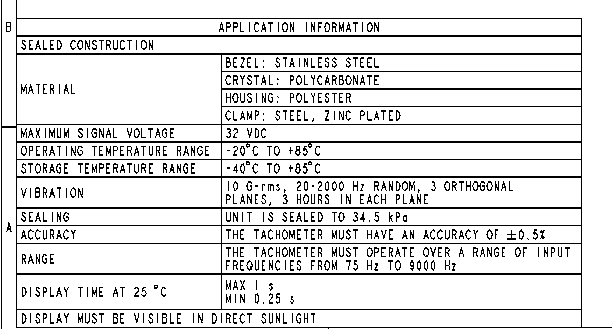 B
APPLICATION INFORMATION
SEALED CONSTRUCTION
MATERIAL
BEZEL: STAINLESS STEEL
CRYSTAL: POLYCARBONATE
HOUSING: POLYESTER
CLAMP: STEEL, ZINC PLATED
MAXIMUM SIGNAL VOLTAGE 32 VDC
OPERATING TEMPERATURE RANGE -20°C TO +85°C
STORAGE TEMPERATURE RANGE -40°C TO +85°C
VIBRATION
10 G-rms, 20-2000 Hz RANDOM, 3 ORTHOGONAL
PLANES, 3 HOURS IN EACH PLANE
SEALING UNIT IS SEALED TO 34.5 kPa
A
ACCURACY THE TACHOMETER MUST HAVE AN ACCURACY OF ±0.5%
RANGE
THE TACHOMETER MUST OPERATE OVER A RANGE OF INPUT
FREQUENCIES FROM 75 Hz TO 9000 Hz
DISPLAY TIME AT 25 °C
MAX 1 s
MIN 0.25 s
DISPLAY MUST BE VISIBLE IN DIRECT SUNLIGHT